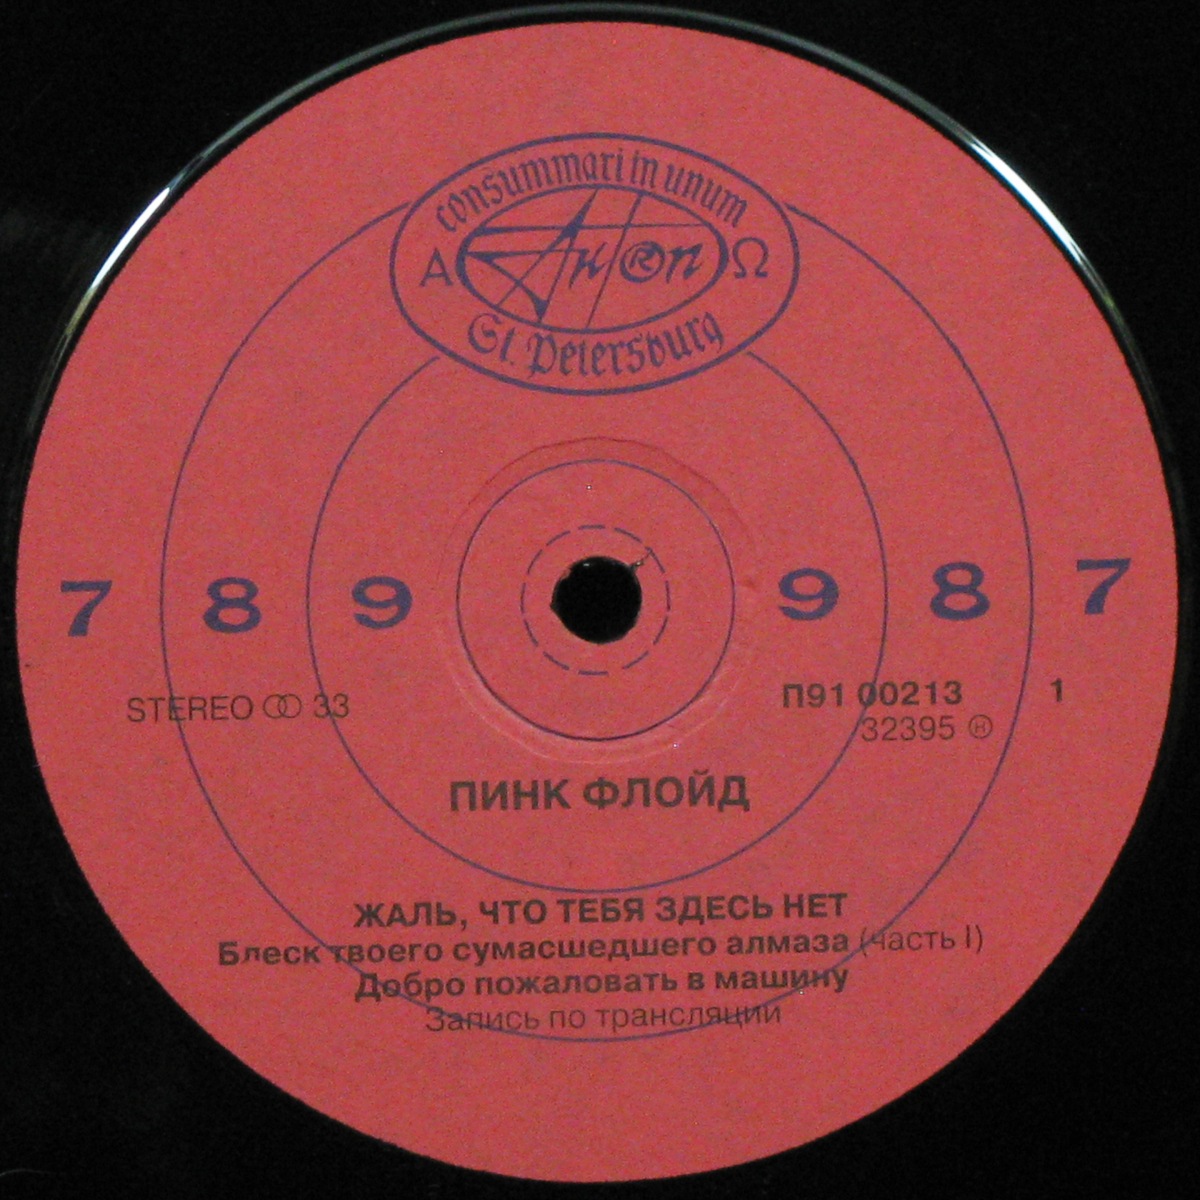 consummari in unum
Α АнТроп Ω
St. Petersburg
7 8 9 9 8 7
STEREO 33 П91 00213 1
32395 Ⓗ
ПИНК ФЛОЙД
ЖАЛЬ, ЧТО ТЕБЯ ЗДЕСЬ НЕТ
Блеск твоего сумасшедшего алмаза (часть I)
Добро пожаловать в машину
Запись по трансляции